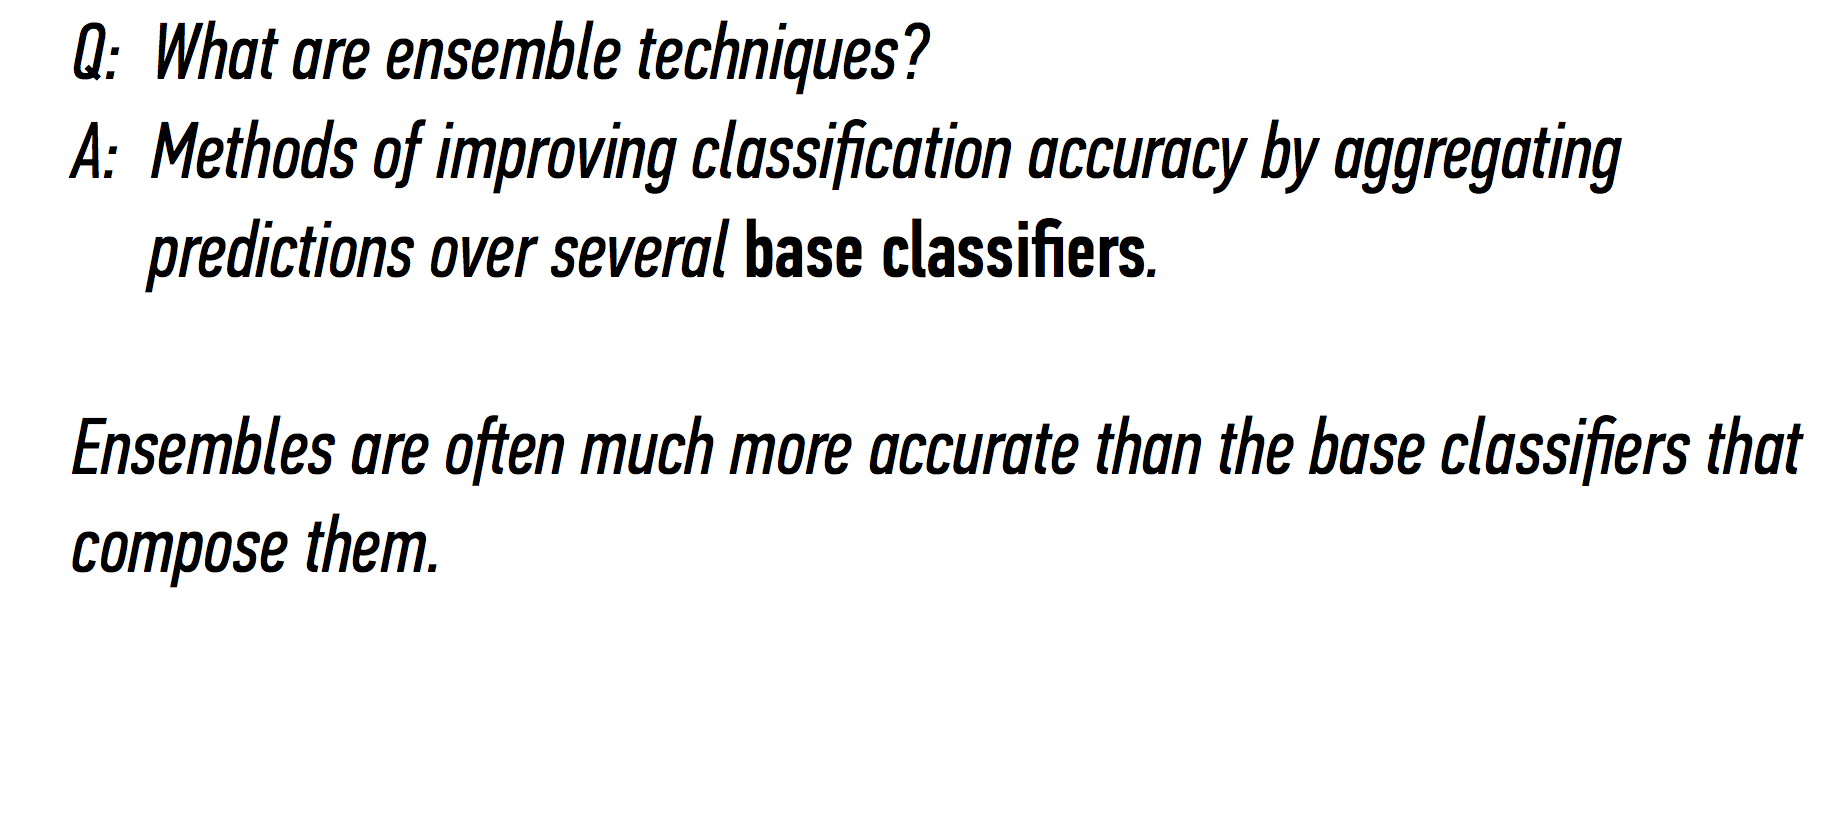 Q: What are ensemble techniques?
A: Methods of improving classification accuracy by aggregating
predictions over several base classifiers.
Ensembles are often much more accurate than the base classifiers that
compose them.